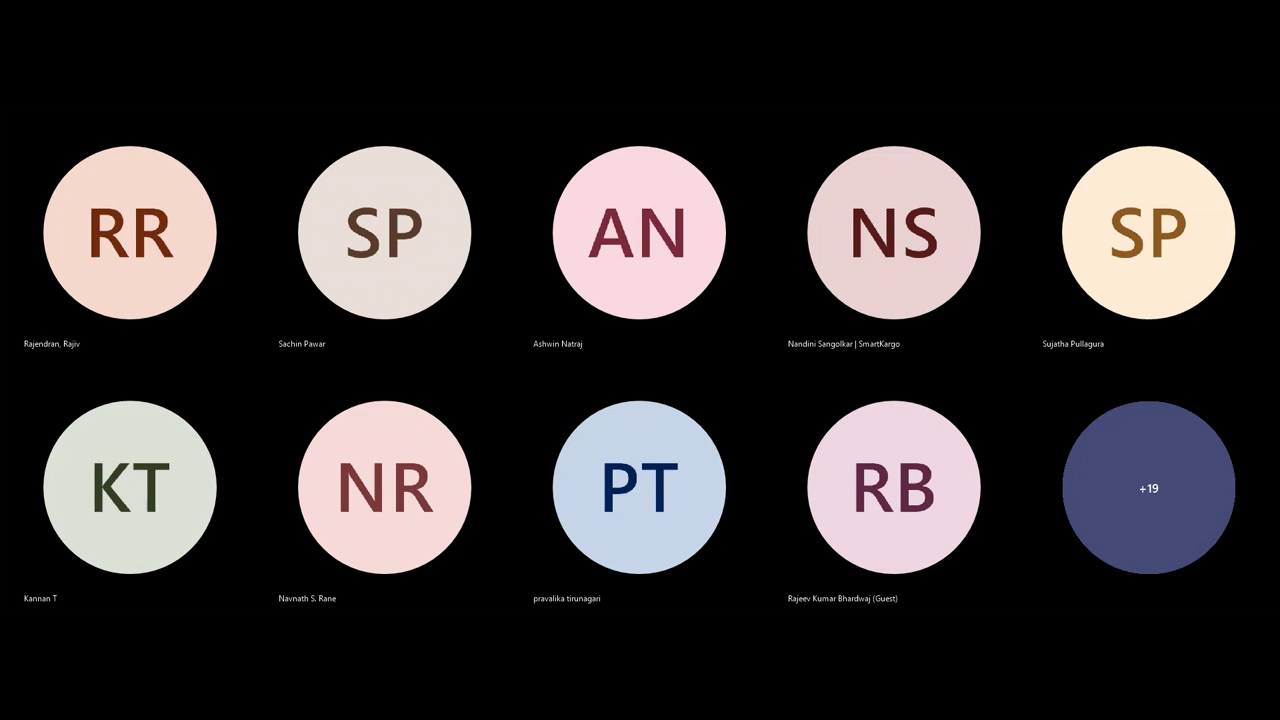 RR
SP
AN
NS
SP
Rajendran, Rajiv
Sachin Pawar
Ashwin Natraj
Nandini Sangolkar | SmartKargo
Sujatha Pullagura
KT
NR
PT
RB
+19
Kannan T
Navnath S. Rane
pravalika tirunagari
Rajeev Kumar Bhardwaj (Guest)